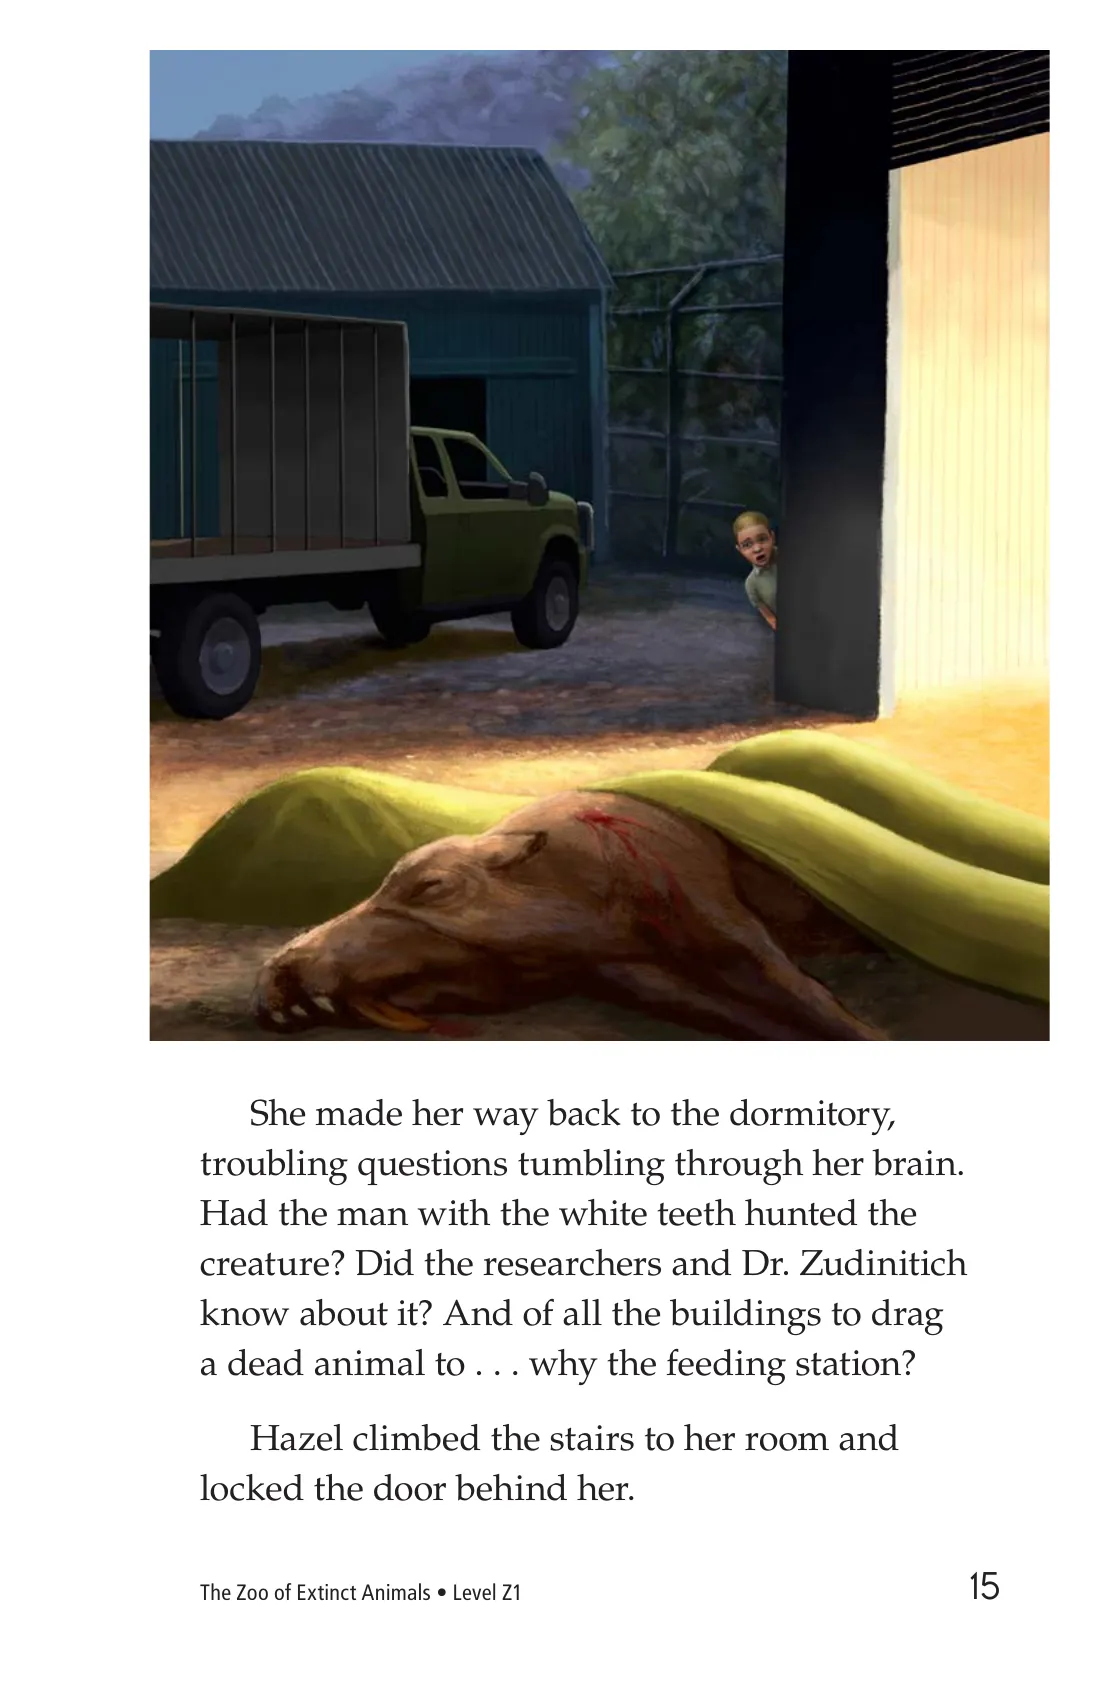 She made her way back to the dormitory,
troubling questions tumbling through her brain.
Had the man with the white teeth hunted the
creature? Did the researchers and Dr. Zudinitich
know about it? And of all the buildings to drag
a dead animal to . . . why the feeding station?
Hazel climbed the stairs to her room and
locked the door behind her.
The Zoo of Extinct Animals • Level Z1
15